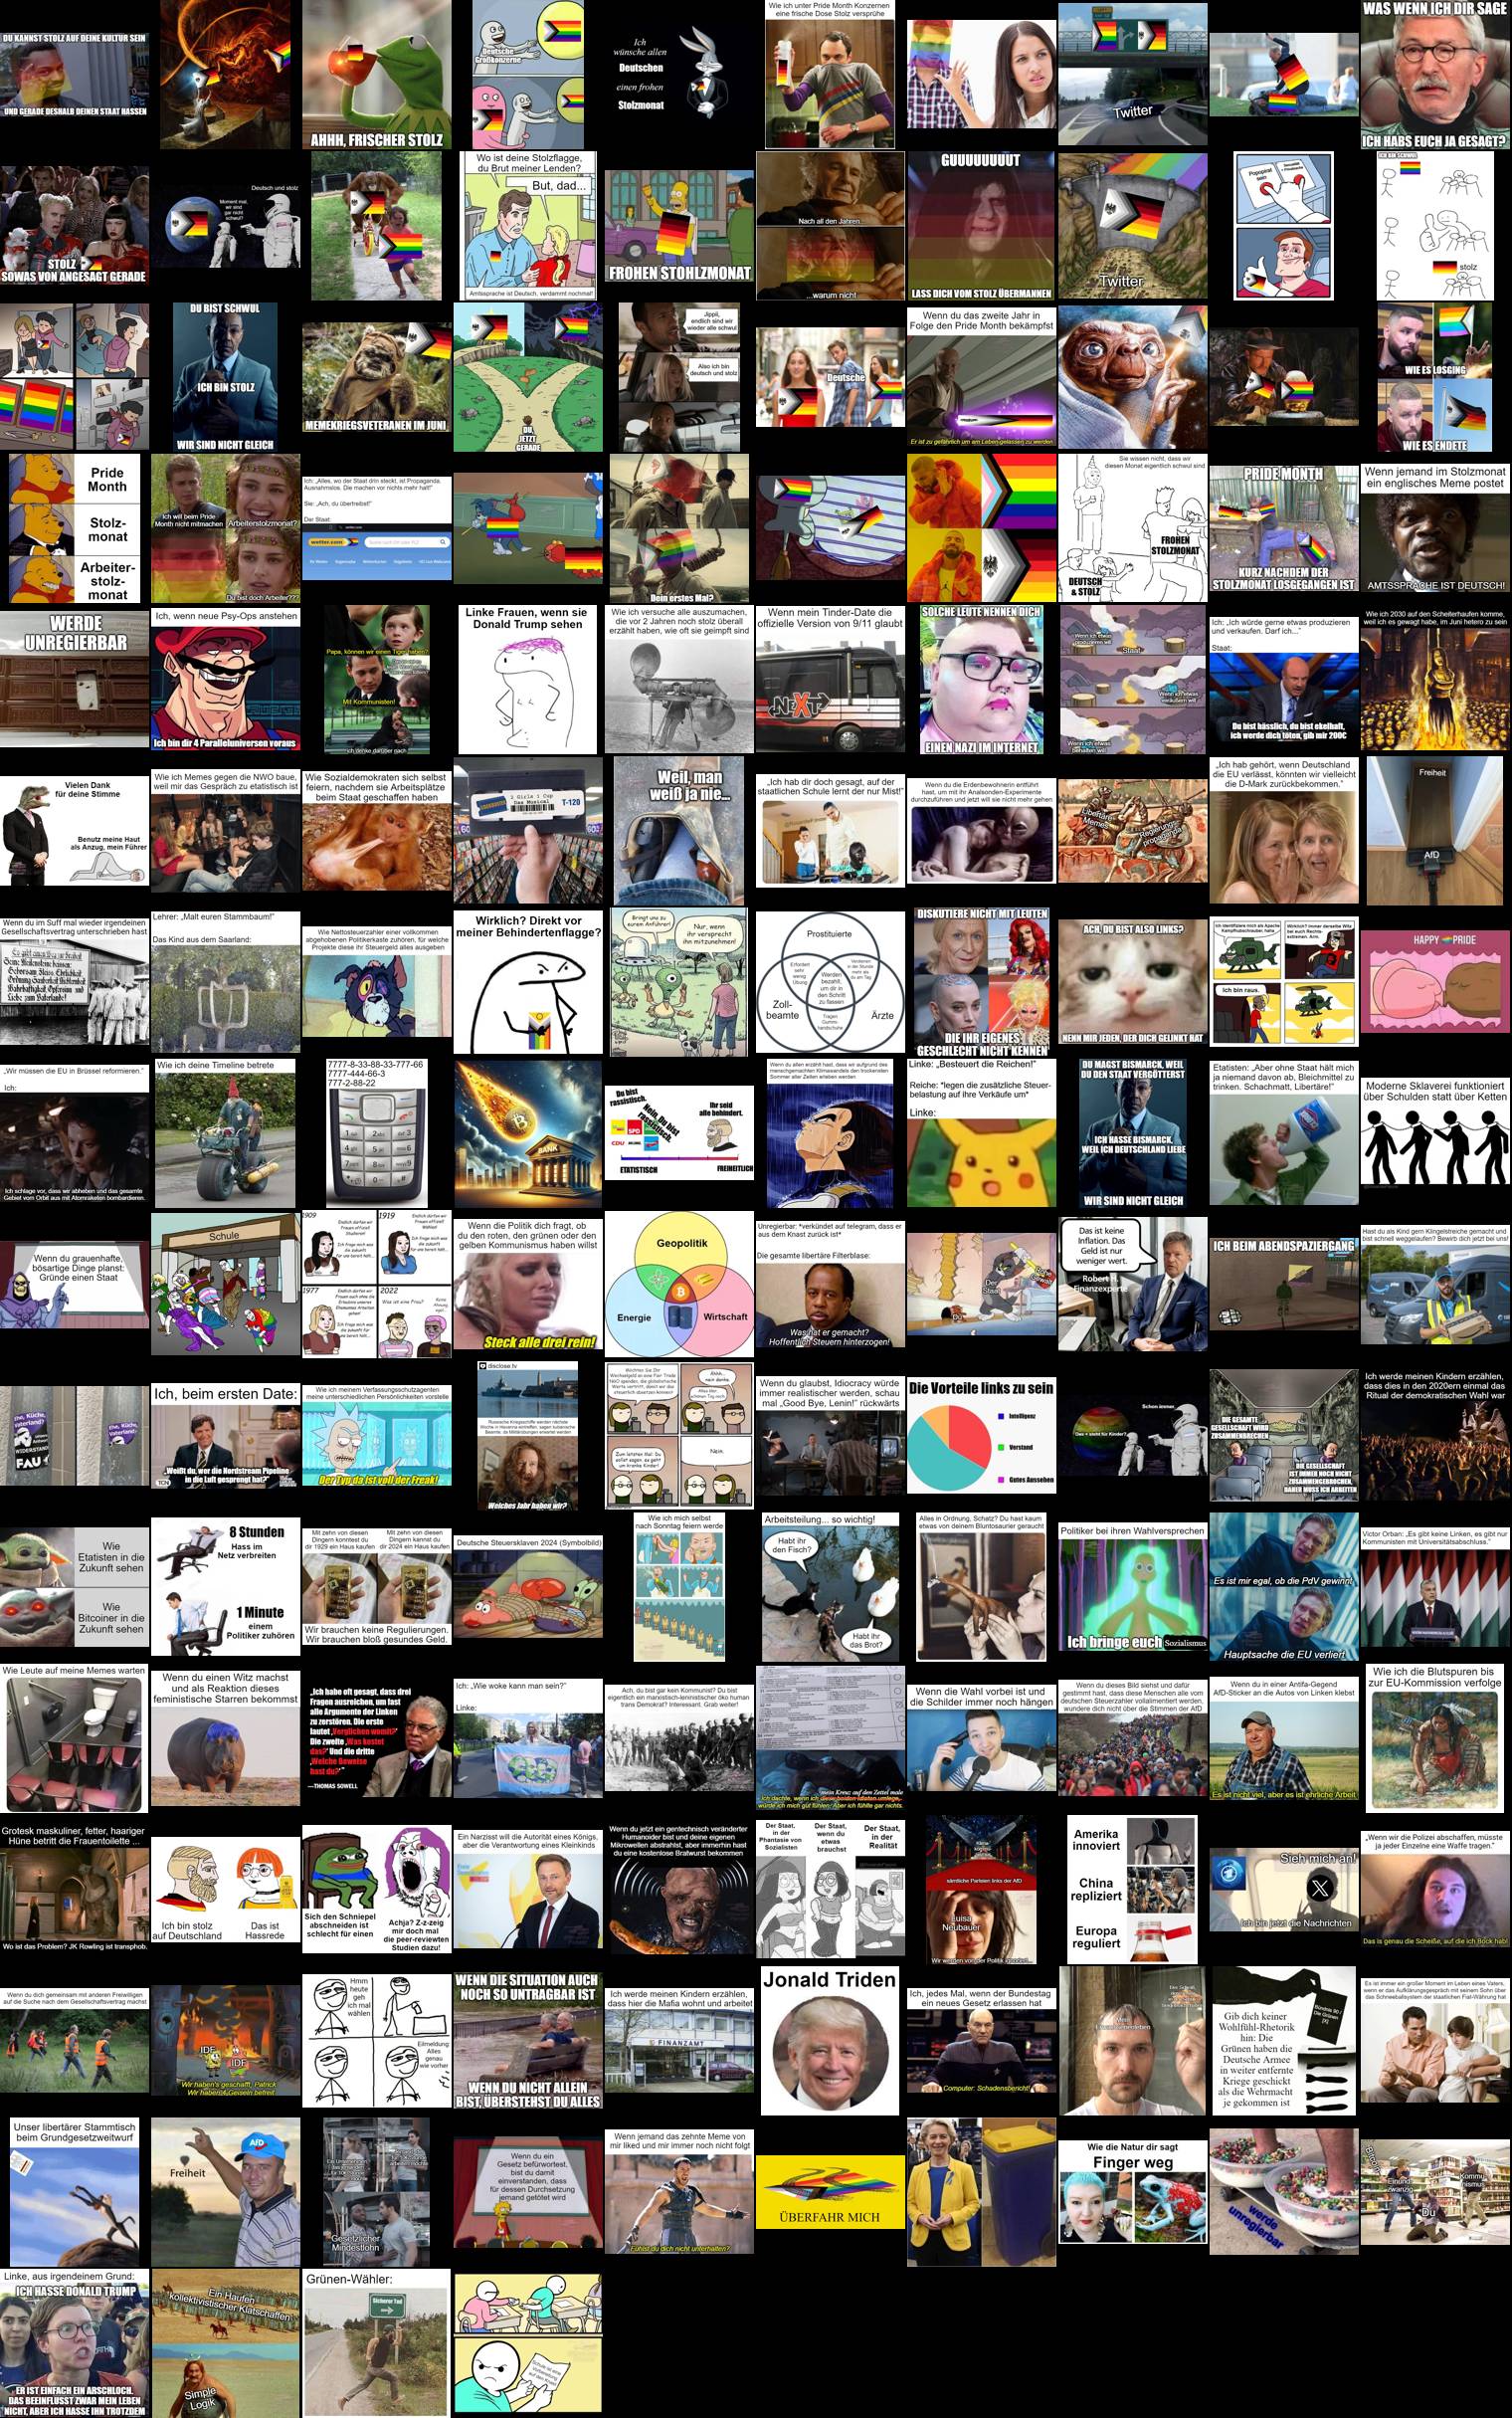 DU KANNST STOLZ AUF DEINE KULTUR SEIN
UND GERADE DESHALB DEINEN STAAT HASSEN
AHHH, FRISCHER STOLZ
Deutsche
Großkonzerne
Ich
wünsche allen
Deutschen
einen frohen
Stolzmonat
Wie ich unter Pride Month Konzernen
eine frische Dose Stolz versprühe
Twitter
WAS WENN ICH DIR SAGE
ICH HABS EUCH JA GESAGT?
STOLZ
SOWAS VON ANGESAGT GERADE
Moment mal,
wir sind
gar nicht
schwul?
Deutsch und stolz
Wo ist deine Stolzflagge,
du Brut meiner Lenden?
But, dad...
Amtssprache ist Deutsch, verdammt nochmal!
FROHEN STOHLZMONAT
Nach all den Jahren...
...warum nicht
GUUUUUUUUT
LASS DICH VOM STOLZ ÜBERMANNEN
Twitter
ICH BIN SCHWUL
stolz
DU BIST SCHWUL
ICH BIN STOLZ
WIR SIND NICHT GLEICH
MEMEKRIEGSVETERANEN IM JUNI
DU,
JETZT
GERADE
Jippi,
endlich sind wir
wieder alle schwul
Also ich bin
deutsch und stolz
Deutsche
Wenn du das zweite Jahr in
Folge den Pride Month bekämpfst
Er ist zu gefährlich um am Leben gelassen zu werden
WIE ES LOSGING
WIE ES ENDETE
Pride
Month
Stolz-
monat
Arbeiter-
stolz-
monat
Ich will beim Pride
Month nicht mitmachen
Arbeiterstolzmonat?
Du bist doch Arbeiter???
Ich: „Alles, wo der Staat drin steckt, ist Propaganda.
Ausnahmslos. Die machen vor nichts mehr halt!"
Sie: „Ach, du übertreibst!"
Der Staat:
wetter.com
Dein erstes Mal?
Sie wissen nicht, dass wir
diesen Monat eigentlich schwul sind
FROHEN
STOLZMONAT
DEUTSCH
& STOLZ
PRIDE MONTH
KURZ NACHDEM DER
STOLZMONAT LOSGEGANGEN IST
Wenn jemand im Stolzmonat
ein englisches Meme postet
AMTSSPRACHE IST DEUTSCH!
WERDE
UNREGIERBAR
Ich, wenn neue Psy-Ops anstehen
Ich bin dir 4 Paralleluniversen voraus
Papa, können wir einen Tiger haben?
Mit Kommunisten!
Ich denke darüber nach
Linke Frauen, wenn sie
Donald Trump sehen
Wie ich versuche alle auszumachen,
die vor 2 Jahren noch stolz überall
erzählt haben, wie oft sie geimpft sind
Wenn mein Tinder-Date die
offizielle Version von 9/11 glaubt
NEXT
SOLCHE LEUTE NENNEN DICH
EINEN NAZI IM INTERNET
Wenn ich etwas
produzieren will
Staat
Wenn ich etwas
veräußern will
Wenn ich etwas
behalten will
Ich: „Ich würde gerne etwas produzieren
und verkaufen. Darf ich..."
Staat:
Du bist hässlich, du bist ekelhaft,
ich werde dich töten, gib mir 200€
Wie ich 2030 auf den Scheiterhaufen komme,
weil ich es gewagt habe, im Juni hetero zu sein
Vielen Dank
für deine Stimme
Benutz meine Haut
als Anzug, mein Führer
Wie ich Memes gegen die NWO baue,
weil mir das Gespräch zu etatistisch ist
Wie Sozialdemokraten sich selbst
feiern, nachdem sie Arbeitsplätze
beim Staat geschaffen haben
2 Girls 1 Cup
Das Musical
T-120
Weil, man
weiß ja nie...
„Ich hab dir doch gesagt, auf der
staatlichen Schule lernt der nur Mist!"
Wenn du die Erdenbewohnerin entführt
hast, um mit ihr Analsonden-Experimente
durchzuführen und jetzt will sie nicht mehr gehen
Libertäre
Memes
Regierungs-
propaganda
„Ich hab gehört, wenn Deutschland
die EU verlässt, könnten wir vielleicht
die D-Mark zurückbekommen."
Freiheit
AfD
Wenn du im Suff mal wieder irgendeinen
Gesellschaftsvertrag unterschrieben hast
Lehrer: „Malt euren Stammbaum!"
Das Kind aus dem Saarland:
Wie Nettosteuerzahler einer vollkommen
abgehobenen Politikerkaste zuhören, für welche
Projekte diese ihr Steuergeld alles ausgeben
Wirklich? Direkt vor
meiner Behindertenflagge?
Bringt uns zu
eurem Anführer!
Nur, wenn
ihr versprecht
ihn mitzunehmen!
Prostituierte
Erfordert
sehr
wenig
Übung
Werden
bezahlt,
um dir in
den Schritt
zu fassen
Tragen
Gummi-
handschuhe
Zoll-
beamte
Ärzte
DISKUTIERE NICHT MIT LEUTEN
DIE IHR EIGENES
GESCHLECHT NICHT KENNEN
ACH, DU BIST ALSO LINKS?
NENN MIR JEDEN, DER DICH GELINKT HAT
Ich bin raus.
HAPPY PRIDE
„Wir müssen die EU in Brüssel reformieren."
Ich:
Ich schlage vor, dass wir abheben und das gesamte
Gebiet vom Orbit aus mit Atomraketen bombardieren.
Wie ich deine Timeline betrete
7777-8-33-88-33-777-66
7777-444-66-3
777-2-88-22
BANK
Du bist
rassistisch.
Nein, Du bist
rassistisch.
Ihr seid
alle behindert.
SPD
CDU
ETATISTISCH
FREIHEITLICH
Wenn du allen erzählt hast, dass wir aufgrund des
menschgemachten Klimawandels den trockensten
Sommer aller Zeiten erleben werden
Linke: „Besteuert die Reichen!"
Reiche: *legen die zusätzliche Steuer-
belastung auf ihre Verkäufe um*
Linke:
DU MAGST BISMARCK, WEIL
DU DEN STAAT VERGÖTTERST
ICH HASSE BISMARCK,
WEIL ICH DEUTSCHLAND LIEBE
WIR SIND NICHT GLEICH
Etatisten: „Aber ohne Staat hält mich
ja niemand davon ab, Bleichmittel zu
trinken. Schachmatt, Libertäre!"
Moderne Sklaverei funktioniert
über Schulden statt über Ketten
Wenn du grauenhafte,
bösartige Dinge planst:
Gründe einen Staat
Schule
1909
1919
1977
2022
Was ist eine Frau?
Wenn die Politik dich fragt, ob
du den roten, den grünen oder den
gelben Kommunismus haben willst
Steck alle drei rein!
Geopolitik
Energie
Wirtschaft
Unregierbar: *verkündet auf telegram, dass er
aus dem Knast zurück ist*
Die gesamte libertäre Filterblase:
Was hat er gemacht?
Hoffentlich Steuern hinterzogen!
Der
Staat
Du
Das ist keine
Inflation. Das
Geld ist nur
weniger wert.
Robert H.
Finanzexperte
ICH BEIM ABENDSPAZIERGANG
Hast du als Kind gern Klingelstreiche gemacht und
bist schnell weggelaufen? Bewirb dich jetzt bei uns!
WIDERSTAND
FAU
Ich, beim ersten Date:
„Weißt du, wer die Nordstream Pipeline
in die Luft gesprengt hat?"
Wie ich meinem Verfassungsschutzagenten
meine unterschiedlichen Persönlichkeiten vorstelle
Der Typ da ist voll der Freak!
disclose.tv
Welches Jahr haben wir?
Nein.
Wenn du glaubst, Idiocracy würde
immer realistischer werden, schau
mal „Good Bye, Lenin!" rückwärts
Die Vorteile links zu sein
Intelligenz
Verstand
Gutes Aussehen
Das is nicht für Kinder?
Schon immer.
DIE GESAMTE
GESELLSCHAFT WIRD
ZUSAMMENBRECHEN
DIE GESELLSCHAFT
IST IMMER NOCH NICHT
ZUSAMMENGEBROCHEN,
DAHER MUSS ICH ARBEITEN
Ich werde meinen Kindern erzählen,
dass dies in den 2020ern einmal das
Ritual der demokratischen Wahl war
Wie
Etatisten in die
Zukunft sehen
Wie
Bitcoiner in die
Zukunft sehen
8 Stunden
Hass im
Netz verbreiten
1 Minute
einem
Politiker zuhören
Mit zehn von diesen
Dingern konntest du
dir 1929 ein Haus kaufen
Mit zehn von diesen
Dingern kannst du
dir 2024 ein Haus kaufen
Wir brauchen keine Regulierungen.
Wir brauchen bloß gesundes Geld.
Deutsche Steuersklaven 2024 (Symbolbild)
Wie ich mich selbst
nach Sonntag feiern werde
Arbeitsteilung... so wichtig!
Habt ihr
den Fisch?
Habt ihr
das Brot?
Alles in Ordnung, Schatz? Du hast kaum
etwas von deinem Bluntosaurier geraucht
Politiker bei ihren Wahlversprechen
Ich bringe euch Sozialismus
Es ist mir egal, ob die PdV gewinnt
Hauptsache die EU verliert
Victor Orban: „Es gibt keine Linken, es gibt nur
Kommunisten mit Universitätsabschluss."
Wie Leute auf meine Memes warten
Wenn du einen Witz machst
und als Reaktion dieses
feministische Starren bekommst
„Ich habe oft gesagt, dass drei
Fragen ausreichen, um fast
alle Argumente der Linken
zu zerstören. Die erste
lautet ‚Verglichen womit?'
Die zweite ‚Was kostet
das?' Und die dritte
‚Welche Beweise
hast du?'"
—THOMAS SOWELL
Ich: „Wie woke kann man sein?"
Linke:
Ach, du bist gar kein Kommunist? Du bist
eigentlich ein marxistisch-leninistischer öko human
trans Demokrat? Interessant. Grab weiter!
mein Kreuz auf den Zettel male
Ich dachte, wenn ich diese beiden Idioten umlege,
würde ich mich gut fühlen. Aber ich fühlte gar nichts.
Wenn die Wahl vorbei ist und
die Schilder immer noch hängen
Wenn du dieses Bild siehst und dafür
gestimmt hast, dass diese Menschen alle vom
deutschen Steuerzahler vollalimentiert werden,
wundere dich nicht über die Stimmen der AfD
Wenn du in einer Antifa-Gegend
AfD-Sticker an die Autos von Linken klebst
Es ist nicht viel, aber es ist ehrliche Arbeit
Wie ich die Blutspuren bis
zur EU-Kommission verfolge
Grotesk maskuliner, fetter, haariger
Hüne betritt die Frauentoilette ...
Wo ist das Problem? JK Rowling ist transphob.
Ich bin stolz
auf Deutschland
Das ist
Hassrede
Sich den Schniepel
abschneiden ist
schlecht für einen
Achja? Z-z-zeig
mir doch mal
die peer-reviewten
Studien dazu!
Ein Narzisst will die Autorität eines Königs,
aber die Verantwortung eines Kleinkinds
Wenn du jetzt ein gentechnisch veränderter
Humanoider bist und deine eigenen
Mikrowellen abstrahlst, aber immerhin hast
du eine kostenlose Bratwurst bekommen
Der Staat,
in der
Phantasie von
Sozialisten
Der Staat,
wenn du
etwas
brauchst
Der Staat,
in der
Realität
sämtliche Parteien links der AfD
Luisa
Neubauer
Amerika
innoviert
China
repliziert
Europa
reguliert
Sieh mich an!
Ich bin jetzt die Nachrichten
„Wenn wir die Polizei abschaffen, müsste
ja jeder Einzelne eine Waffe tragen."
Das is genau die Scheiße, auf die ich Bock hab!
Wenn du dich gemeinsam mit anderen Freiwilligen
auf die Suche nach dem Gesellschaftsvertrag machst
IDF
IDF
Wir haben's geschafft, Patrick
Wir haben die Geiseln befreit
Hmm
heute
geh
ich mal
wählen
Eilmeldung:
Alles
genau
wie vorher
WENN DIE SITUATION AUCH
NOCH SO UNTRAGBAR IST
WENN DU NICHT ALLEIN
BIST, ÜBERSTEHST DU ALLES
Ich werde meinen Kindern erzählen,
dass hier die Mafia wohnt und arbeitet
FINANZAMT
Jonald Triden
Ich, jedes Mal, wenn der Bundestag
ein neues Gesetz erlassen hat
Computer: Schadensbericht!
Gib dich keiner
Wohlfühl-Rhetorik
hin: Die
Grünen haben die
Deutsche Armee
in weiter entfernte
Kriege geschickt
als die Wehrmacht
je gekommen ist
Bündnis 90 /
Die Grünen
[X]
Es ist immer ein großer Moment im Leben eines Vaters,
wenn er das Aufklärungsgespräch mit seinem Sohn über
das Schneeballsystem der staatlichen Fiat-Währung hat
Unser libertärer Stammtisch
beim Grundgesetzweitwurf
AfD
Freiheit
Gesetzlicher
Mindestlohn
Wenn du ein
Gesetz befürwortest,
bist du damit
einverstanden, dass
für dessen Durchsetzung
jemand getötet wird
Wenn jemand das zehnte Meme von
mir liked und mir immer noch nicht folgt
Fühlst du dich nicht unterhalten?
ÜBERFAHR MICH
Wie die Natur dir sagt
Finger weg
werde
unregierbar
Bitcoin
Einund-
zwanzig
Kommu-
nismus
Du
Linke, aus irgendeinem Grund:
ICH HASSE DONALD TRUMP
ER IST EINFACH EIN ARSCHLOCH.
DAS BEEINFLUSST ZWAR MEIN LEBEN
NICHT, ABER ICH HASSE IHN TROTZDEM
Ein Haufen
kollektivistischer Klatschaffen
Simple
Logik
Grünen-Wähler:
Sicherer Tod